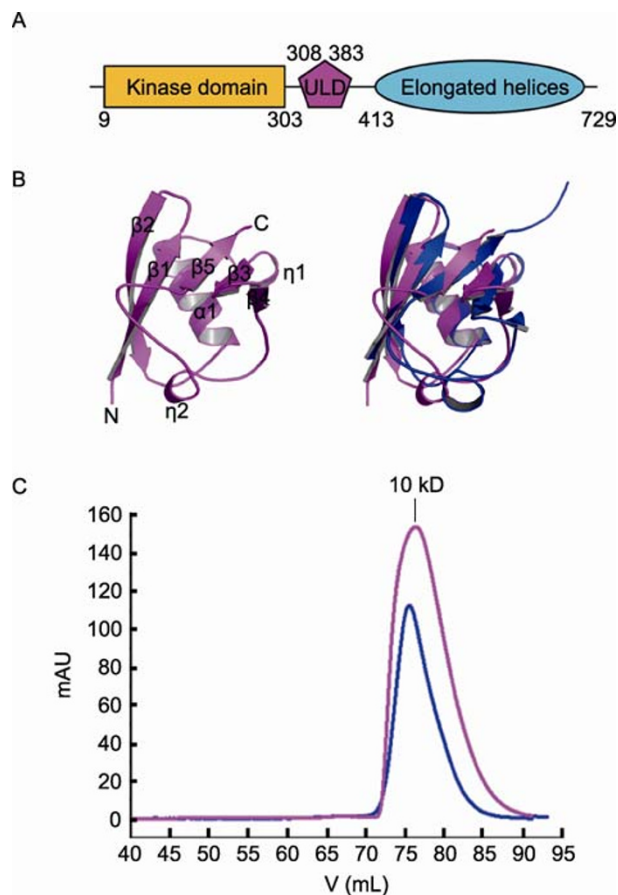 A
308 383
Kinase domain
ULD
Elongated helices
9
303
413
729
B
β2
β1
β5
β3
α1
η1
η2
C
N
C
10 kD
160
140
120
100
80
60
40
20
0
mAU
40 45 50 55 60 65 70 75 80 85 90 95
V (mL)